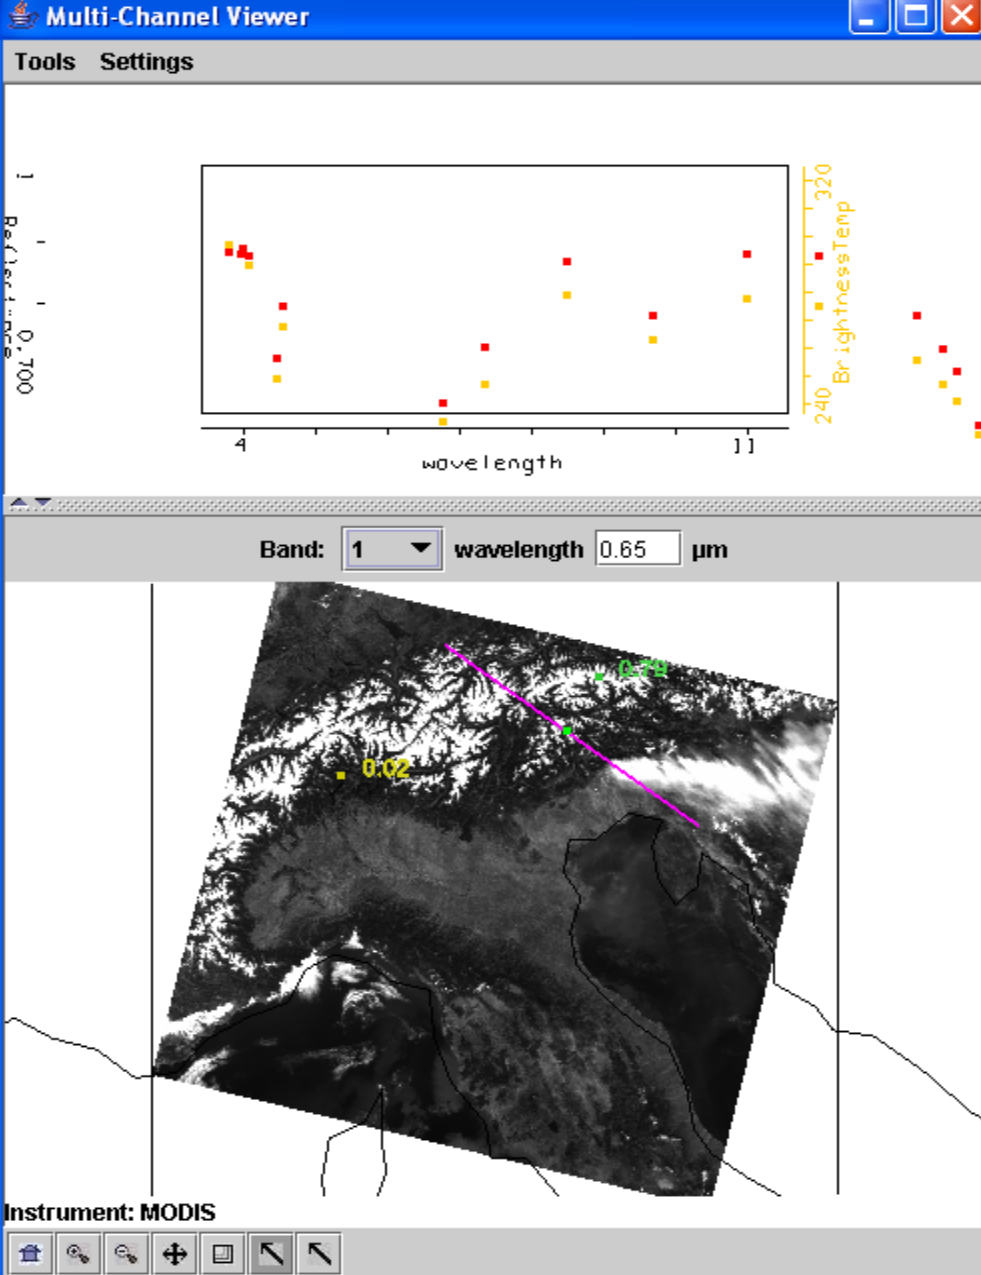 Multi-Channel Viewer
Tools Settings
1
0.700
320
BrightnessTemp
240
4 11
wavelength
Band: 1 wavelength 0.65 µm
0.79
0.02
Instrument: MODIS